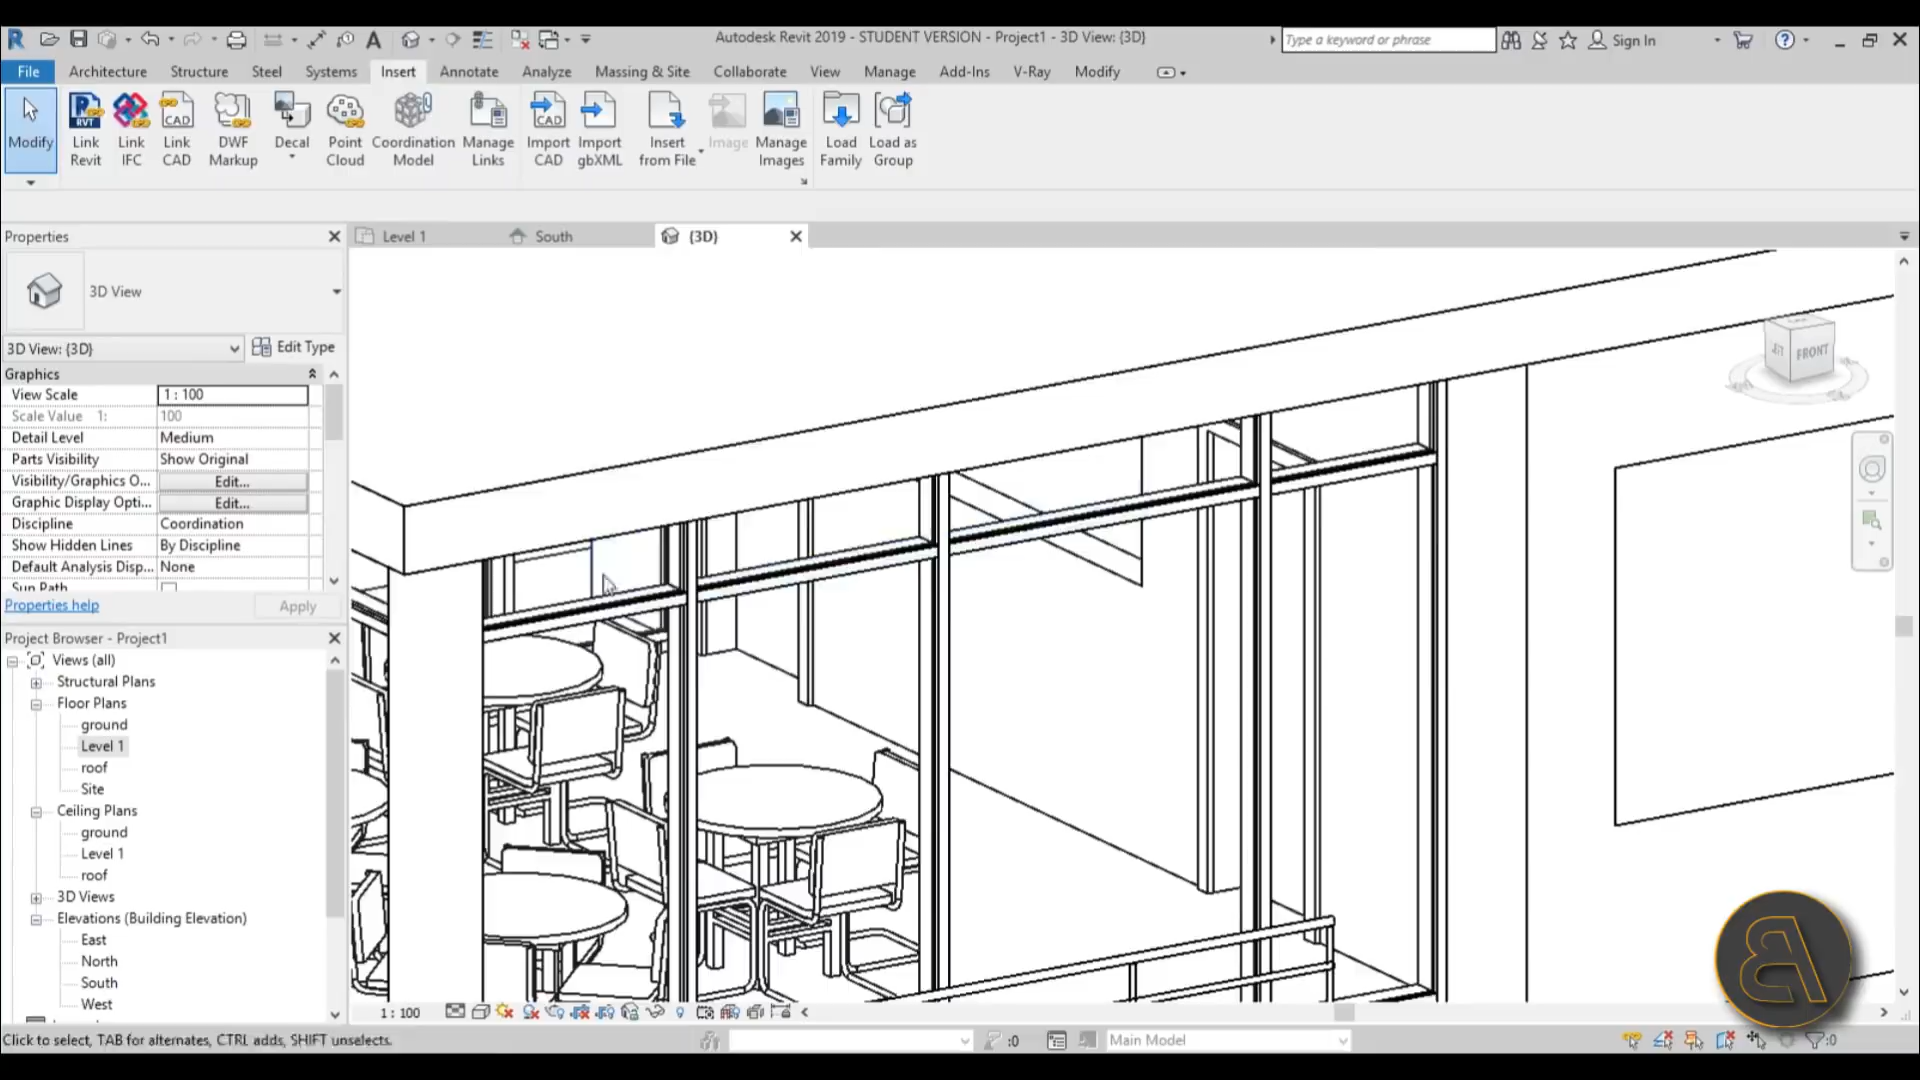 Autodesk Revit 2019 - STUDENT VERSION - Project1 - 3D View: {3D}
Type a keyword or phrase
Sign In
File Architecture Structure Steel Systems Insert Annotate Analyze Massing & Site Collaborate View Manage Add-Ins V-Ray Modify
Modify
Link Revit
Link IFC
Link CAD
DWF Markup
Decal
Point Cloud
Coordination Model
Manage Links
Import CAD
Import gbXML
Insert from File
Image
Manage Images
Load Family
Load as Group
Properties
Level 1
South
{3D}
3D View
3D View: {3D}
Edit Type
Graphics
View Scale 1 : 100
Scale Value 1: 100
Detail Level Medium
Parts Visibility Show Original
Visibility/Graphics O... Edit...
Graphic Display Opti... Edit...
Discipline Coordination
Show Hidden Lines By Discipline
Default Analysis Disp... None
Sun Path
Properties help
Apply
Project Browser - Project1
Views (all)
Structural Plans
Floor Plans
ground
Level 1
roof
Site
Ceiling Plans
ground
Level 1
roof
3D Views
Elevations (Building Elevation)
East
North
South
West
FRONT
1 : 100
Click to select, TAB for alternates, CTRL adds, SHIFT unselects.
:0
Main Model
:0